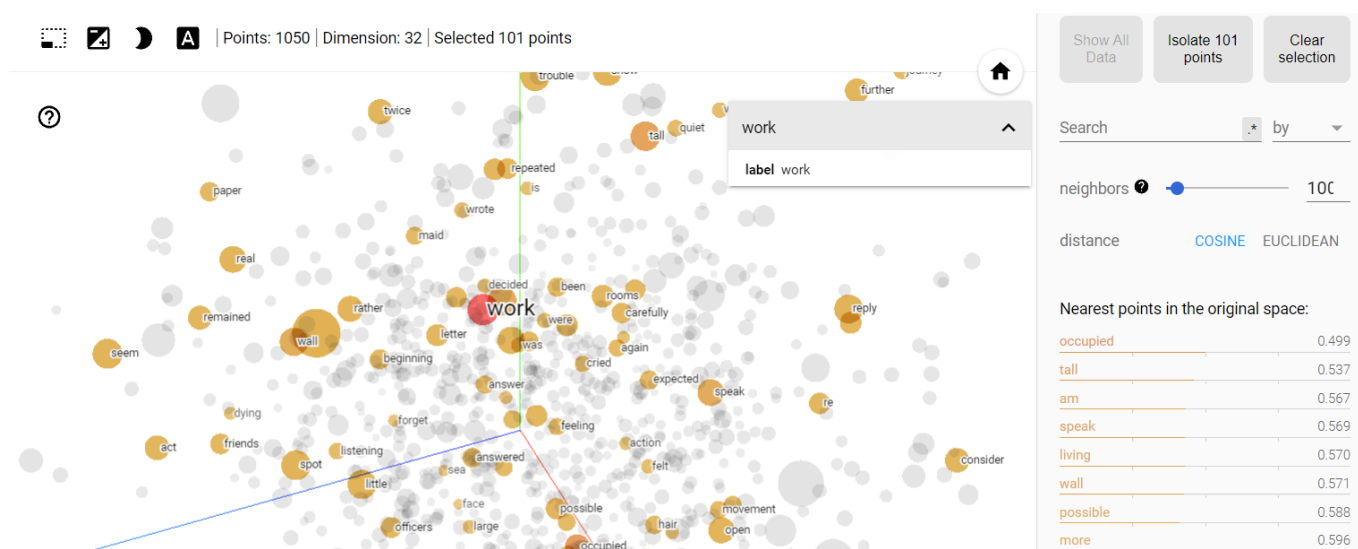 Points: 1050 | Dimension: 32 | Selected 101 points
Show All Data
Isolate 101 points
Clear selection
Search
.*
by
neighbors
100
distance
COSINE
EUCLIDEAN
Nearest points in the original space:
occupied 0.499
tall 0.537
am 0.567
speak 0.569
living 0.570
wall 0.571
possible 0.588
more 0.596
work
label work
A
trouble
further
twice
tall
quiet
repeated
is
paper
wrote
maid
real
decided
been
rooms
work
rather
were
carefully
reply
remained
letter
was
wall
again
seem
beginning
cried
answer
expected
speak
re
dying
forget
feeling
act
friends
listening
action
spot
sea
answered
felt
consider
little
face
possible
movement
officers
large
hair
open
occupied